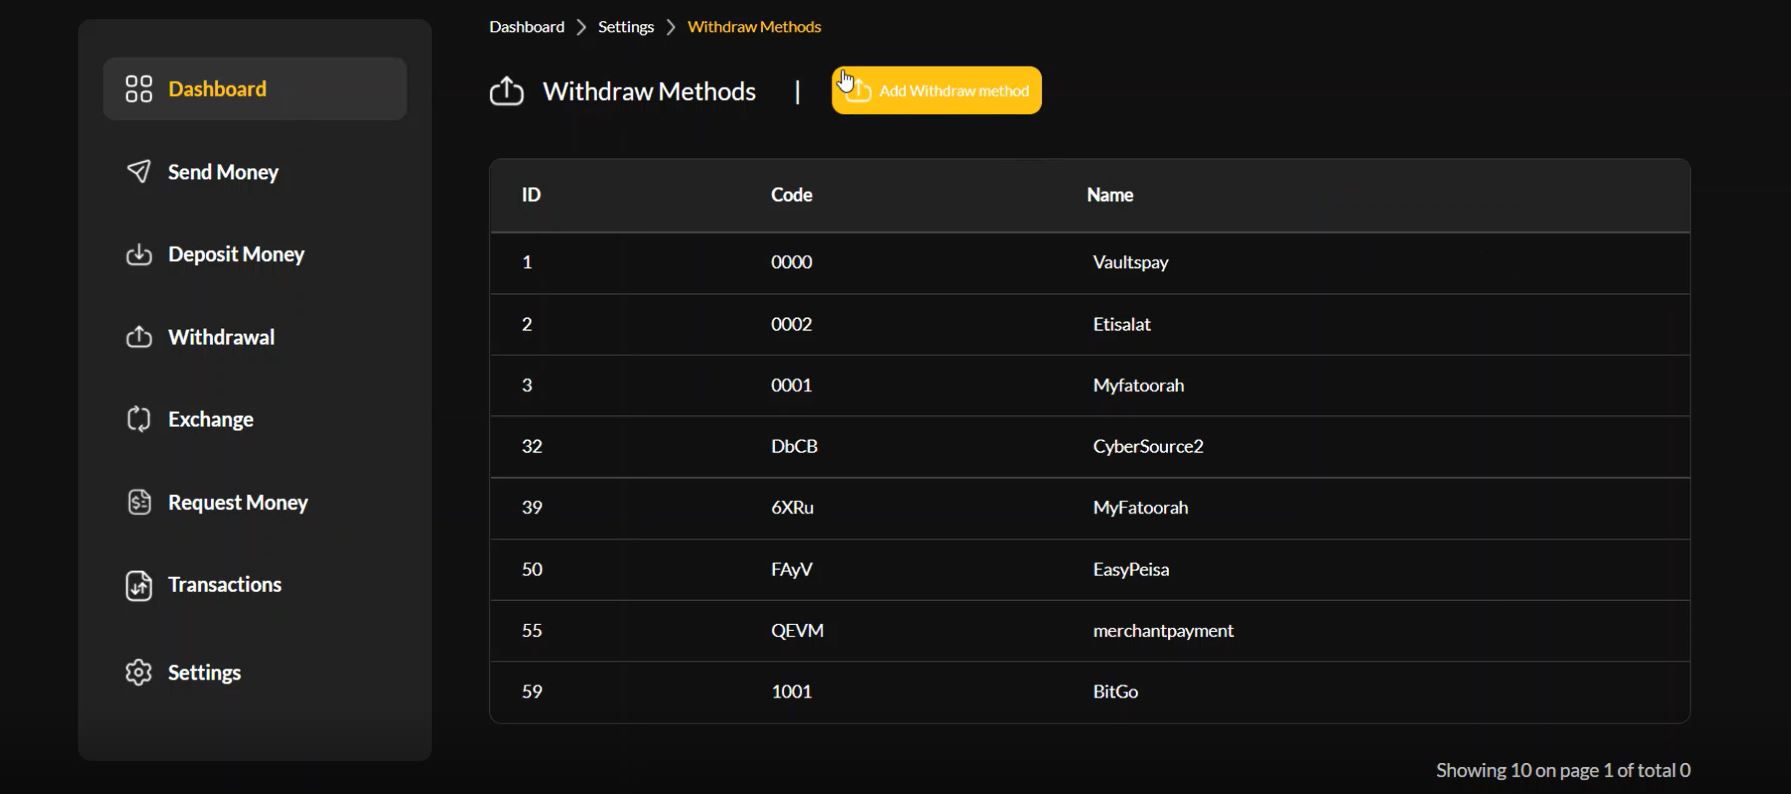 Dashboard
Send Money
Deposit Money
Withdrawal
Exchange
Request Money
Transactions
Settings
Dashboard > Settings > Withdraw Methods
Withdraw Methods | Add Withdraw method
ID Code Name
1 0000 Vaultspay
2 0002 Etisalat
3 0001 Myfatoorah
32 DbCB CyberSource2
39 6XRu MyFatoorah
50 FAyV EasyPeisa
55 QEVM merchantpayment
59 1001 BitGo
Showing 10 on page 1 of total 0